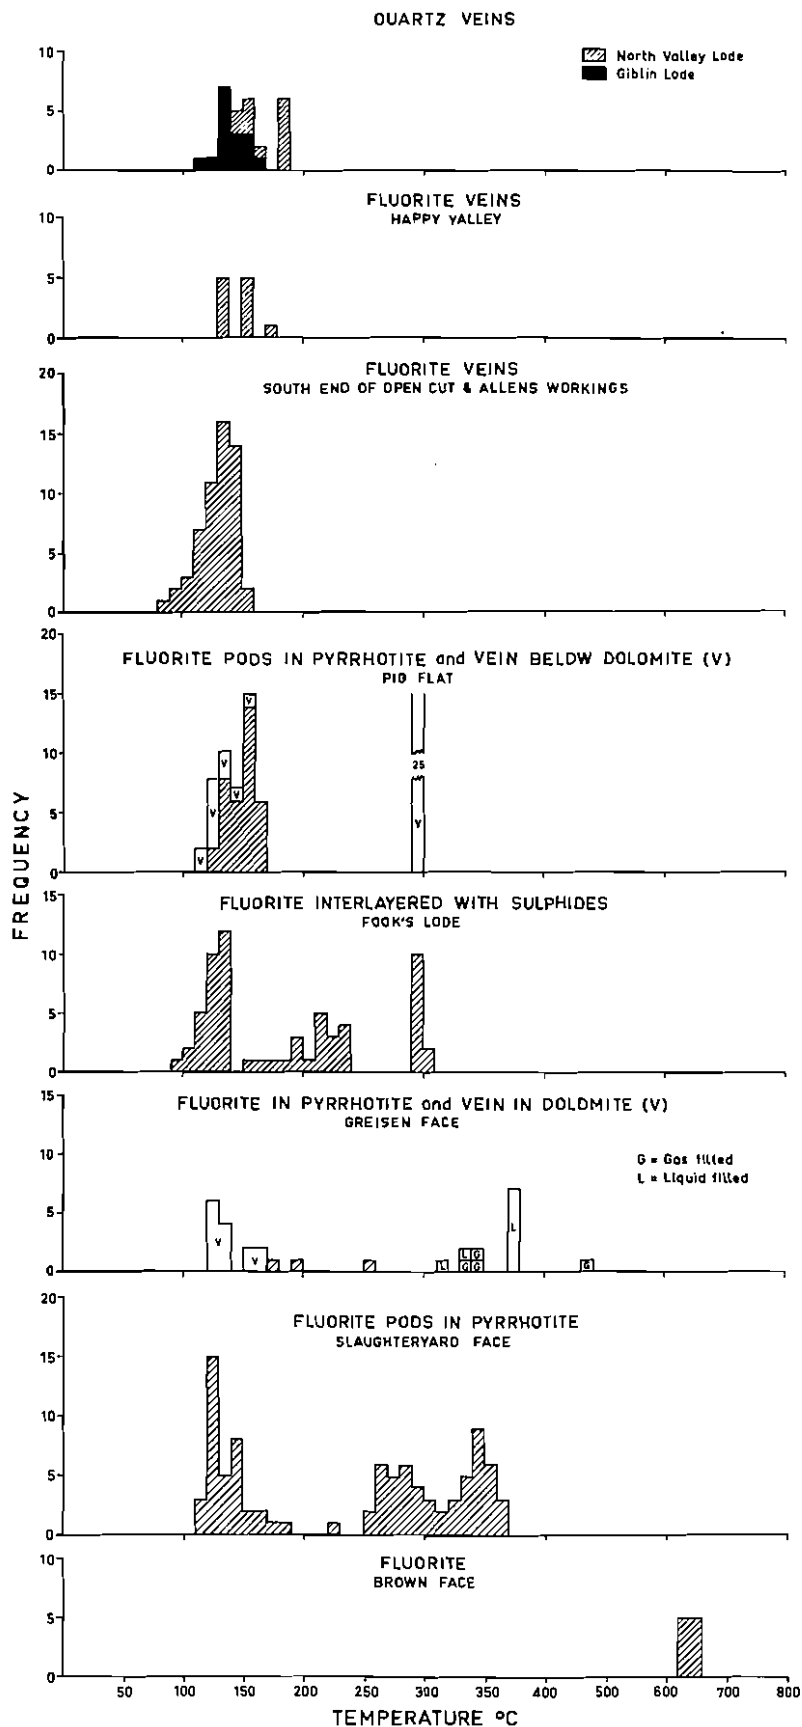 QUARTZ VEINS
10
5
0
North Valley Lode
Giblin Lode
FLUORITE VEINS
HAPPY VALLEY
10
5
0
FLUORITE VEINS
SOUTH END OF OPEN CUT & ALLENS WORKINGS
20
15
10
5
0
FLUORITE PODS IN PYRRHOTITE and VEIN BELOW DOLOMITE (V)
PIG FLAT
20
15
10
5
0
V
V
V
V
V
25
V
FREQUENCY
FLUORITE INTERLAYERED WITH SULPHIDES
FOOK'S LODE
15
10
5
0
FLUORITE IN PYRRHOTITE and VEIN IN DOLOMITE (V)
GREISEN FACE
G = Gas filled
L = Liquid filled
15
10
5
0
V
V
L
L G
G G
L
G
FLUORITE PODS IN PYRRHOTITE
SLAUGHTERYARD FACE
20
15
10
5
0
FLUORITE
BROWN FACE
10
5
0
50 100 150 200 250 300 350 400 500 600 700 800
TEMPERATURE °C